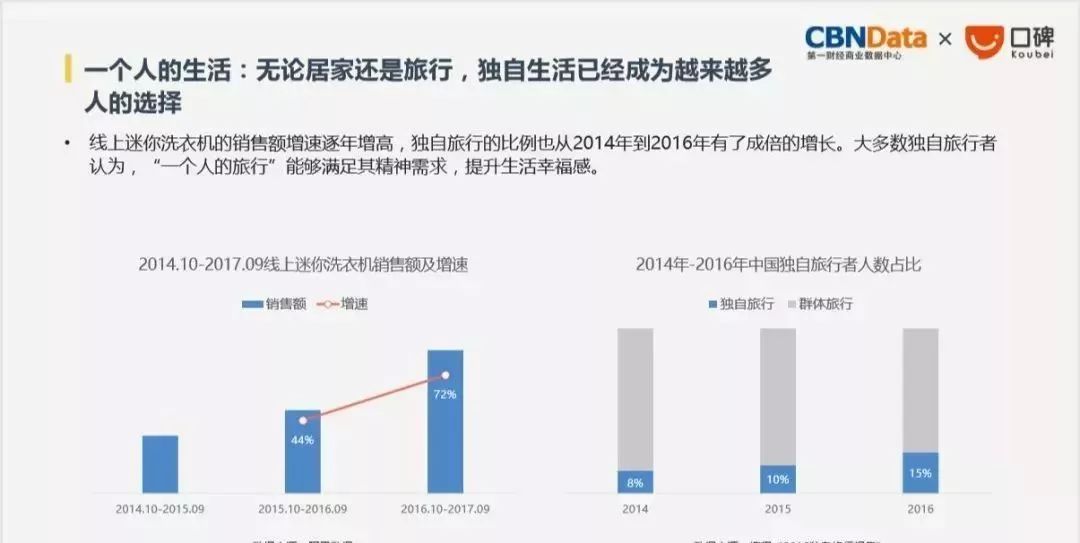 CBNData × 口碑
第一财经商业数据中心 Koubei
一个人的生活：无论居家还是旅行，独自生活已经成为越来越多
人的选择
• 线上迷你洗衣机的销售额增速逐年增高，独自旅行的比例也从2014年到2016年有了成倍的增长。大多数独自旅行者
认为，“一个人的旅行”能够满足其精神需求，提升生活幸福感。
2014.10-2017.09线上迷你洗衣机销售额及增速
销售额 增速
72%
44%
2014.10-2015.09 2015.10-2016.09 2016.10-2017.09
2014年-2016年中国独自旅行者人数占比
独自旅行 群体旅行
8% 10% 15%
2014 2015 2016